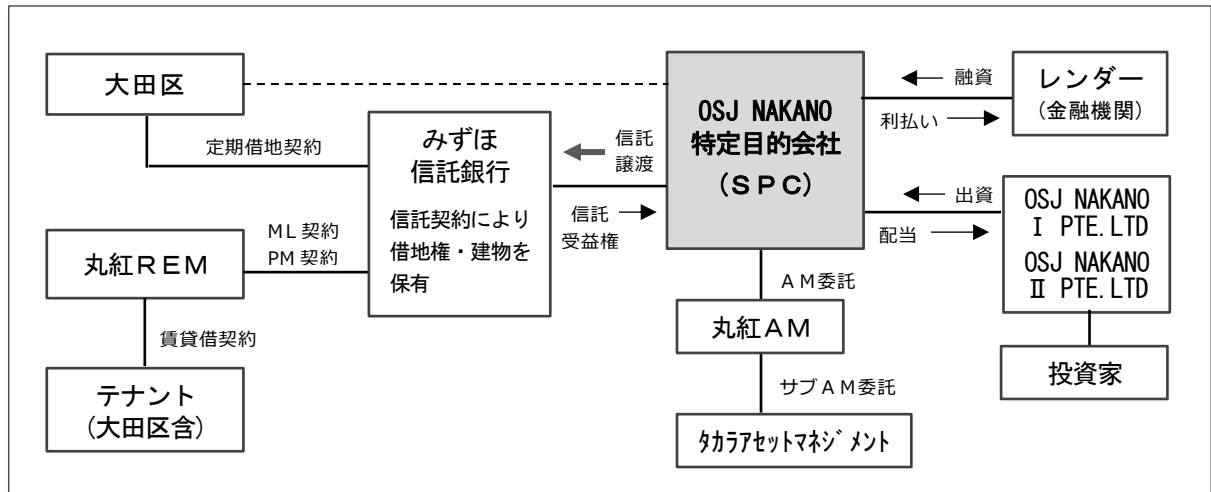 大田区
定期借地契約
みずほ
信託銀行
信託契約により
借地権・建物を
保有
ML契約
PM契約
丸紅REM
賃貸借契約
テナント
(大田区含)
信託
譲渡
信託
受益権
OSJ NAKANO
特定目的会社
(SPC)
AM委託
丸紅AM
サブAM委託
ﾀｶﾗｱｾｯﾄﾏﾈｼﾞﾒﾝﾄ
融資
利払い
レンダー
(金融機関)
出資
配当
OSJ NAKANO
Ⅰ PTE.LTD
OSJ NAKANO
Ⅱ PTE.LTD
投資家